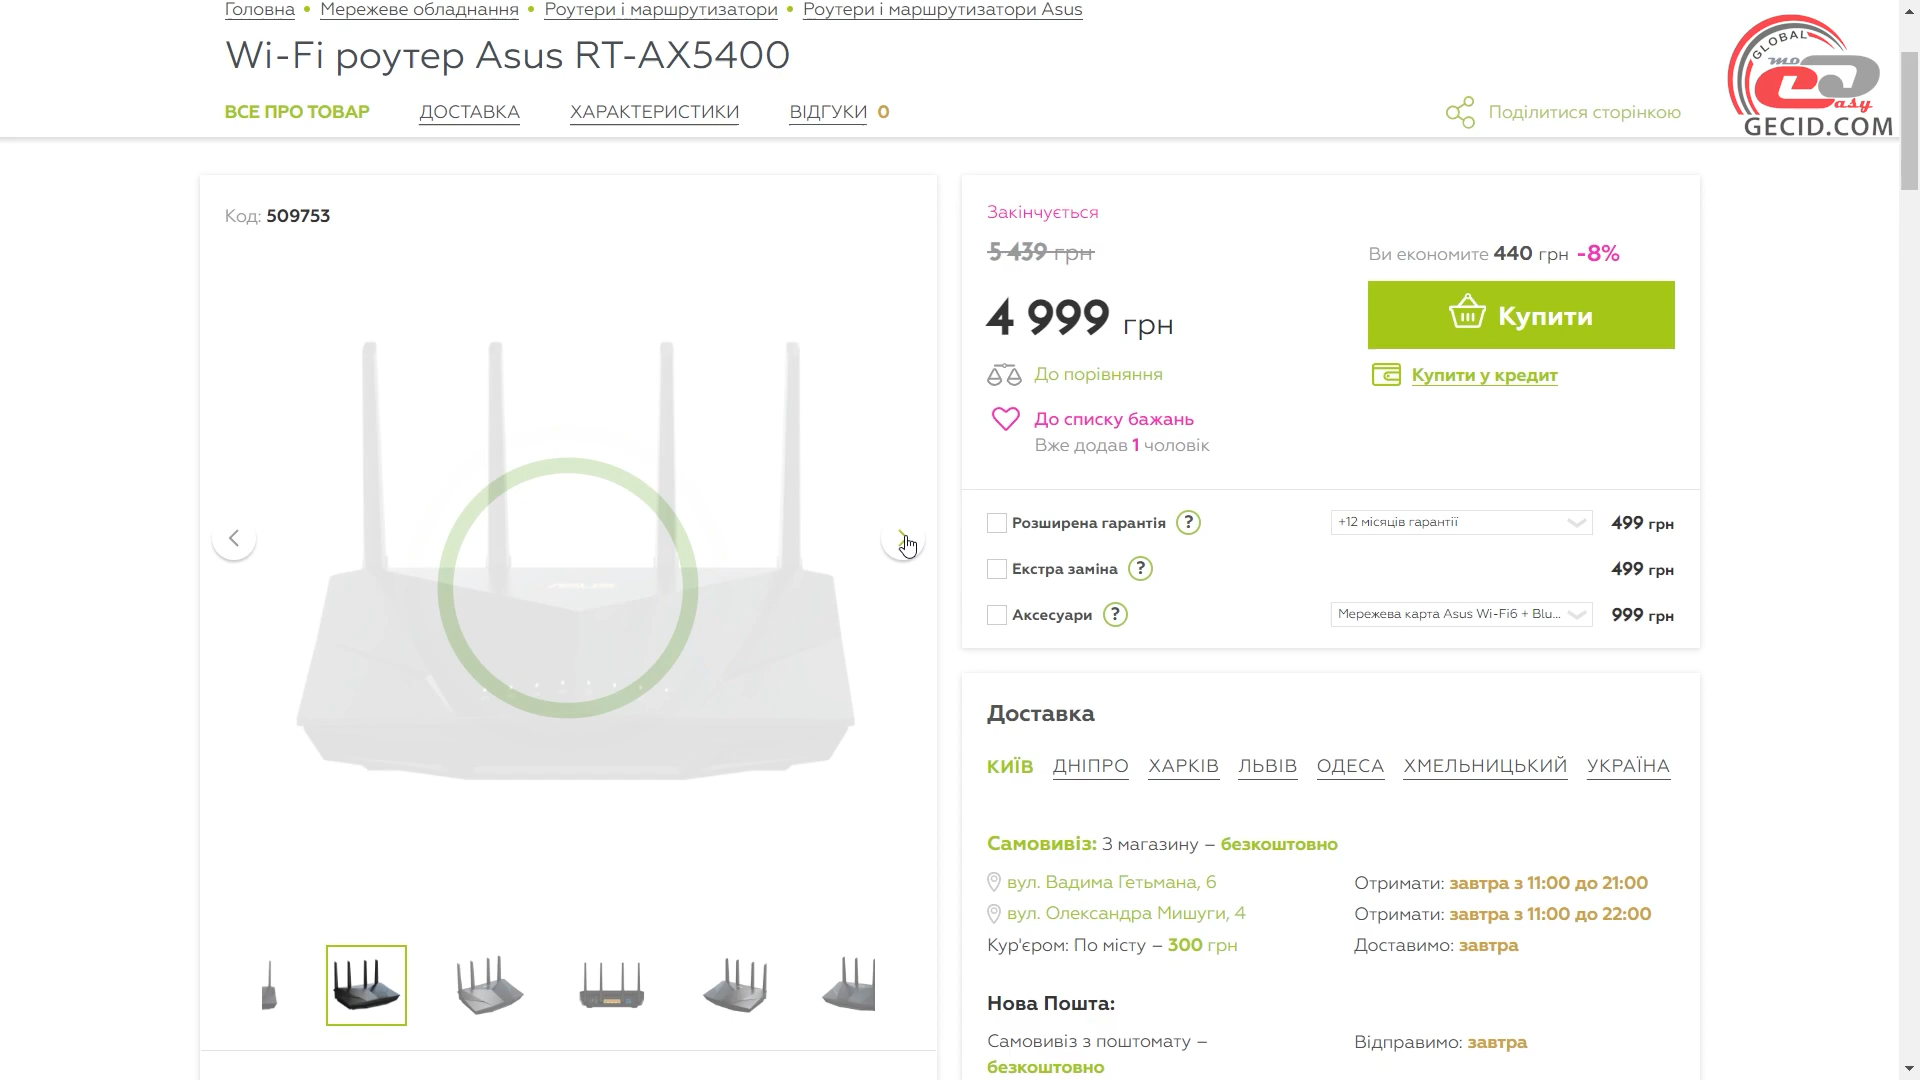 Головна • Мережеве обладнання • Роутери і маршрутизатори • Роутери і маршрутизатори Asus
Wi-Fi роутер Asus RT-AX5400
ВСЕ ПРО ТОВАР ДОСТАВКА ХАРАКТЕРИСТИКИ ВІДГУКИ 0
Поділитися сторінкою
GLOBAL
mo
easy
GECID.COM
Код: 509753
ASUS
Закінчується
5 439 грн
Ви економите 440 грн -8%
4 999 грн
Купити
До порівняння
Купити у кредит
До списку бажань
Вже додав 1 чоловік
Розширена гарантія ? +12 місяців гарантії 499 грн
Екстра заміна ? 499 грн
Аксесуари ? Мережева карта Asus Wi-Fi6 + Blu... 999 грн
Доставка
КИЇВ ДНІПРО ХАРКІВ ЛЬВІВ ОДЕСА ХМЕЛЬНИЦЬКИЙ УКРАЇНА
Самовивіз: З магазину – безкоштовно
вул. Вадима Гетьмана, 6 Отримати: завтра з 11:00 до 21:00
вул. Олександра Мишуги, 4 Отримати: завтра з 11:00 до 22:00
Кур'єром: По місту – 300 грн Доставимо: завтра
Нова Пошта:
Самовивіз з поштомату – Відправимо: завтра
безкоштовно